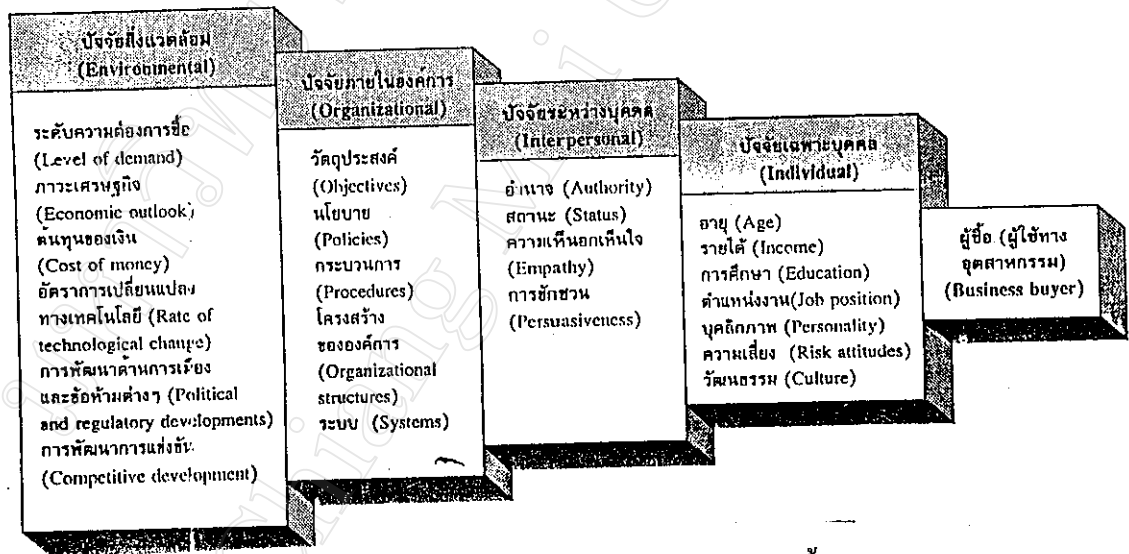 ปัจจัยสิ่งแวดล้อม
(Environmental)
ระดับความต้องการซื้อ
(Level of demand)
ภาวะเศรษฐกิจ
(Economic outlook)
ต้นทุนของเงิน
(Cost of money)
อัตราการเปลี่ยนแปลง
ทางเทคโนโลยี (Rate of
technological change)
การพัฒนาด้านการเมือง
และข้อห้ามต่างๆ (Political
and regulatory developments)
การพัฒนาการแข่งขัน
(Competitive development)
ปัจจัยภายในองค์การ
(Organizational)
วัตถุประสงค์
(Objectives)
นโยบาย
(Policies)
กระบวนการ
(Procedures)
โครงสร้าง
ขององค์การ
(Organizational
structures)
ระบบ (Systems)
ปัจจัยระหว่างบุคคล
(Interpersonal)
อำนาจ (Authority)
สถานะ (Status)
ความเห็นอกเห็นใจ
(Empathy)
การชักชวน
(Persuasiveness)
ปัจจัยเฉพาะบุคคล
(Individual)
อายุ (Age)
รายได้ (Income)
การศึกษา (Education)
ตำแหน่งงาน(Job position)
บุคลิกภาพ (Personality)
ความเสี่ยง (Risk attitudes)
วัฒนธรรม (Culture)
ผู้ซื้อ (ผู้ใช้ทาง
อุตสาหกรรม)
(Business buyer)